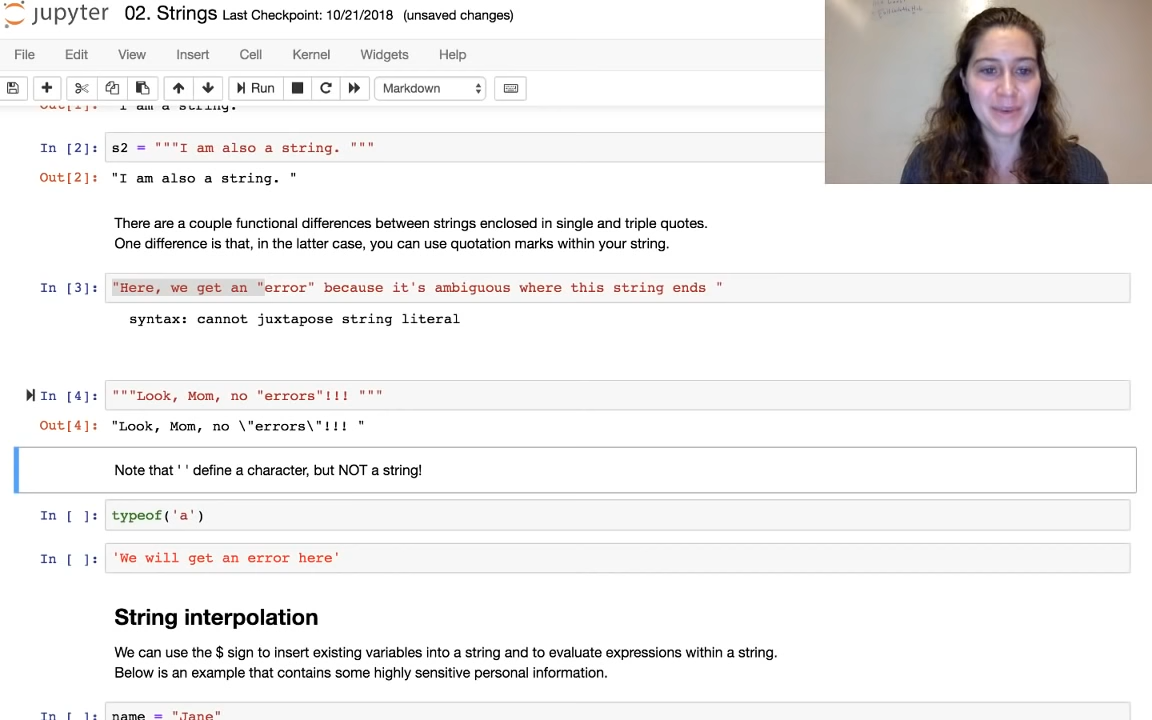 jupyter 02. Strings Last Checkpoint: 10/21/2018 (unsaved changes)
File Edit View Insert Cell Kernel Widgets Help
Run Markdown
Out[1]: "I am a string."
In [2]: s2 = """I am also a string. """
Out[2]: "I am also a string. "
There are a couple functional differences between strings enclosed in single and triple quotes.
One difference is that, in the latter case, you can use quotation marks within your string.
In [3]: "Here, we get an "error" because it's ambiguous where this string ends "
syntax: cannot juxtapose string literal
In [4]: """Look, Mom, no "errors"!!! """
Out[4]: "Look, Mom, no \"errors\"!!! "
Note that ' ' define a character, but NOT a string!
In [ ]: typeof('a')
In [ ]: 'We will get an error here'
String interpolation
We can use the $ sign to insert existing variables into a string and to evaluate expressions within a string.
Below is an example that contains some highly sensitive personal information.
In [ ]: name = "Jane"